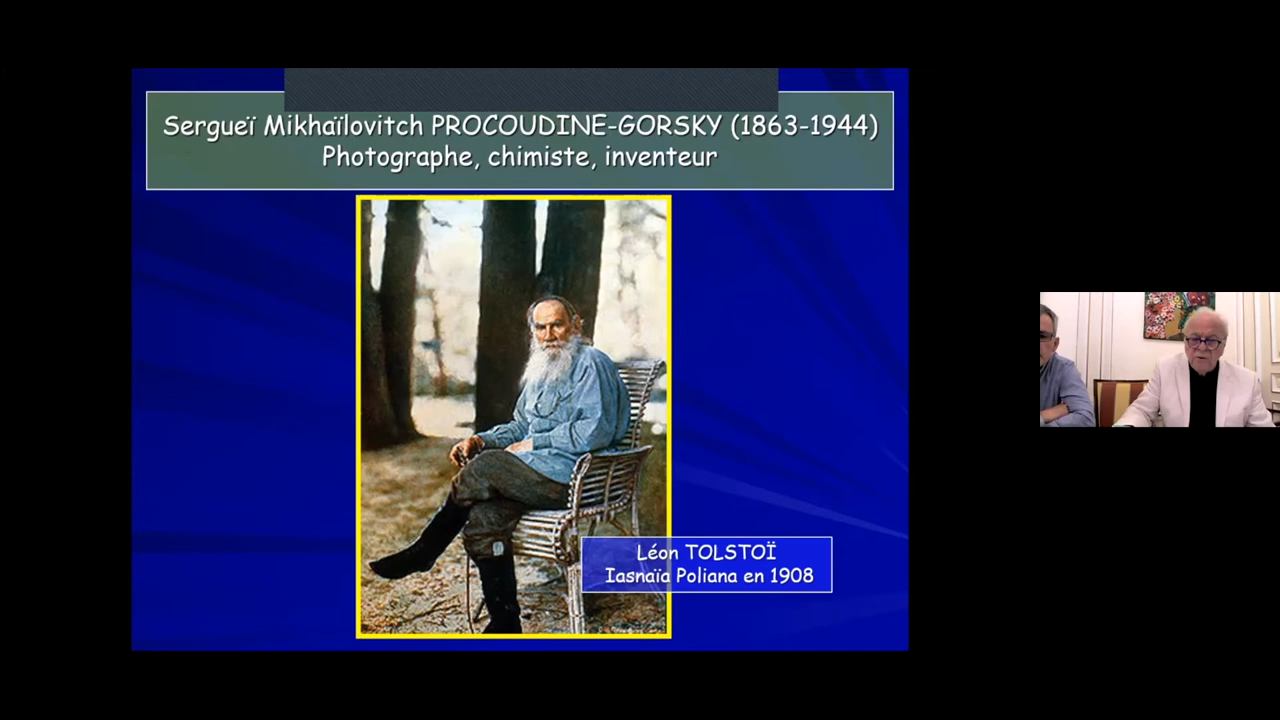 Sergueï Mikhaïlovitch PROCOUDINE-GORSKY (1863-1944)
Photographe, chimiste, inventeur
Léon TOLSTOÏ
Iasnaïa Poliana en 1908